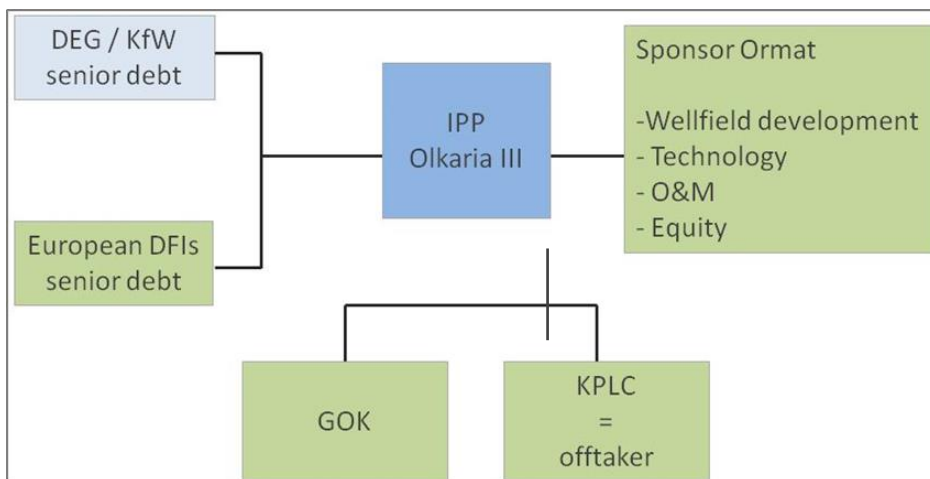 DEG / KfW
senior debt
IPP
Olkaria III
Sponsor Ormat
-Wellfield development
- Technology
- O&M
- Equity
European DFIs
senior debt
GOK
KPLC
=
offtaker